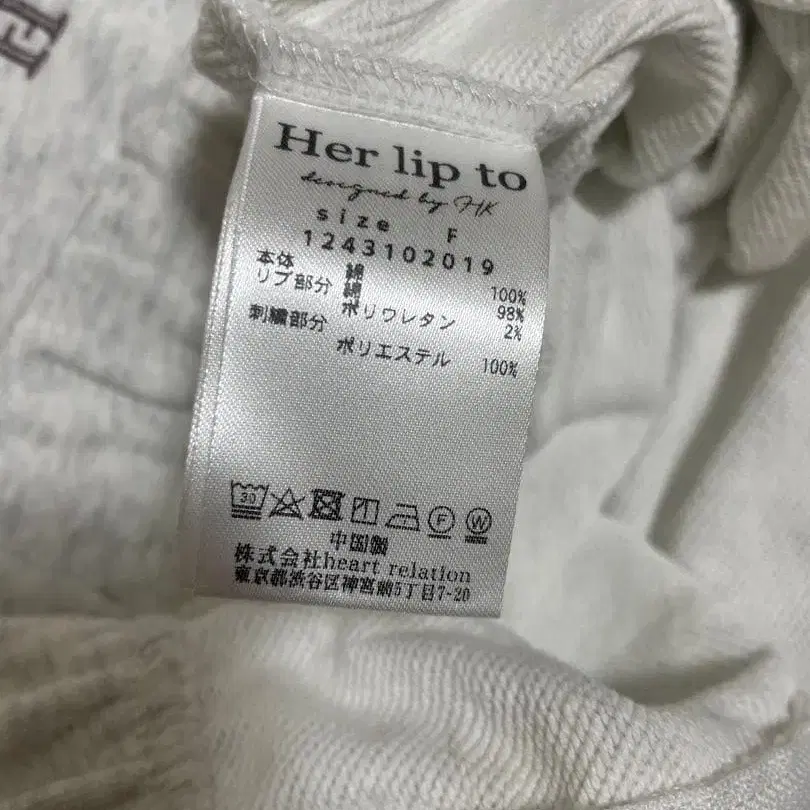 Her lip to
designed by HK
size F
1243102019
本体 綿 100%
リブ部分 綿 98%
ポリウレタン 2%
刺繍部分
ポリエステル 100%
30
F W
中国製
株式会社heart relation
東京都渋谷区神宮前5丁目7-20